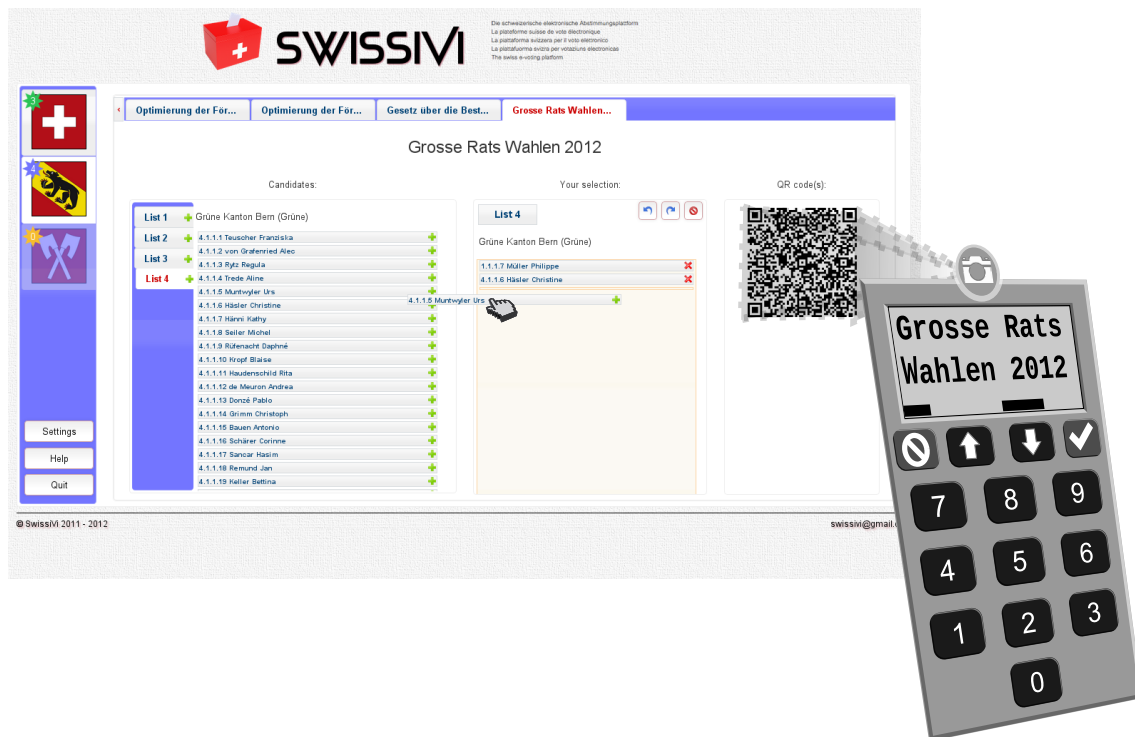 SWISSIVI
Die schweizerische elektronische Abstimmungsplattform
La plateforme suisse de vote électronique
La piattaforma svizzera per il voto elettronico
La plattafuorma svizra per votaziuns electronicas
The swiss e-voting platform
3
4
0
Optimierung der För... Optimierung der För... Gesetz über die Best... Grosse Rats Wahlen...
Grosse Rats Wahlen 2012
Candidates: Your selection: QR code(s):
List 1
List 2
List 3
List 4
Grüne Kanton Bern (Grüne)
4.1.1.1 Teuscher Franziska
4.1.1.2 von Grafenried Alec
4.1.1.3 Rytz Regula
4.1.1.4 Trede Aline
4.1.1.5 Muntwyler Urs
4.1.1.6 Häsler Christine
4.1.1.7 Hänni Kathy
4.1.1.8 Seiler Michel
4.1.1.9 Rüfenacht Daphné
4.1.1.10 Kropf Blaise
4.1.1.11 Haudenschild Rita
4.1.1.12 de Meuron Andrea
4.1.1.13 Donzé Pablo
4.1.1.14 Grimm Christoph
4.1.1.15 Bauen Antonio
4.1.1.16 Schärer Corinne
4.1.1.17 Sancar Hasim
4.1.1.18 Remund Jan
4.1.1.19 Keller Bettina
List 4
Grüne Kanton Bern (Grüne)
1.1.1.7 Müller Philippe
4.1.1.6 Häsler Christine
4.1.1.5 Muntwyler Urs
Settings
Help
Quit
© SwissiVi 2011 - 2012
swissivi@gmail.
Grosse Rats
Wahlen 2012
7 8 9
4 5 6
1 2 3
0